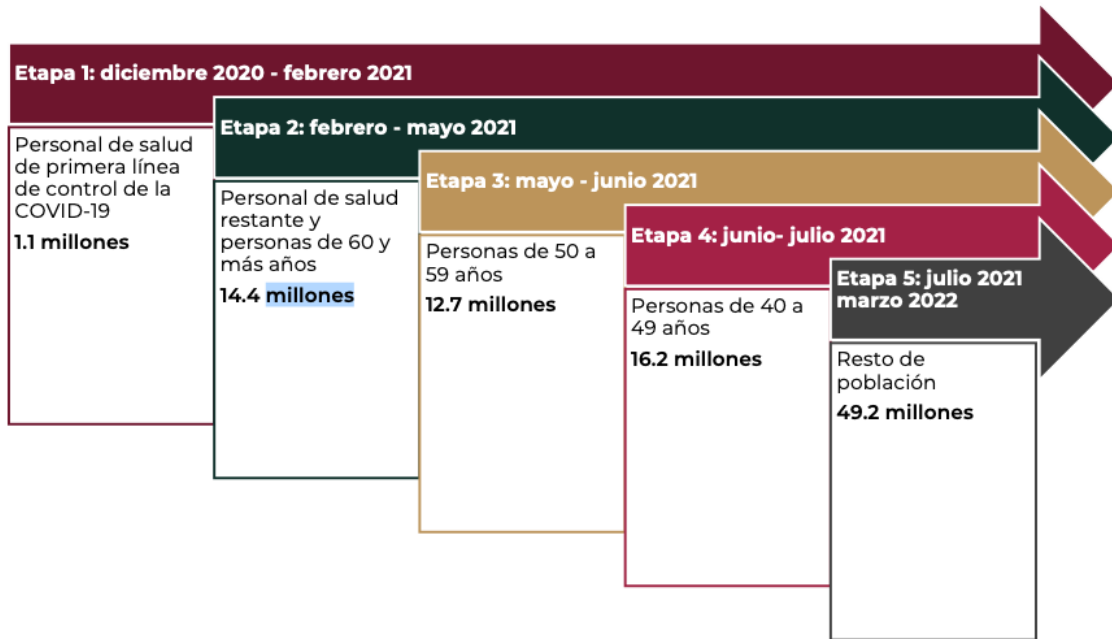 Etapa 1: diciembre 2020 - febrero 2021
Personal de salud
de primera línea
de control de la
COVID-19
1.1 millones
Etapa 2: febrero - mayo 2021
Personal de salud
restante y
personas de 60 y
más años
14.4 millones
Etapa 3: mayo - junio 2021
Personas de 50 a
59 años
12.7 millones
Etapa 4: junio- julio 2021
Personas de 40 a
49 años
16.2 millones
Etapa 5: julio 2021
marzo 2022
Resto de
población
49.2 millones